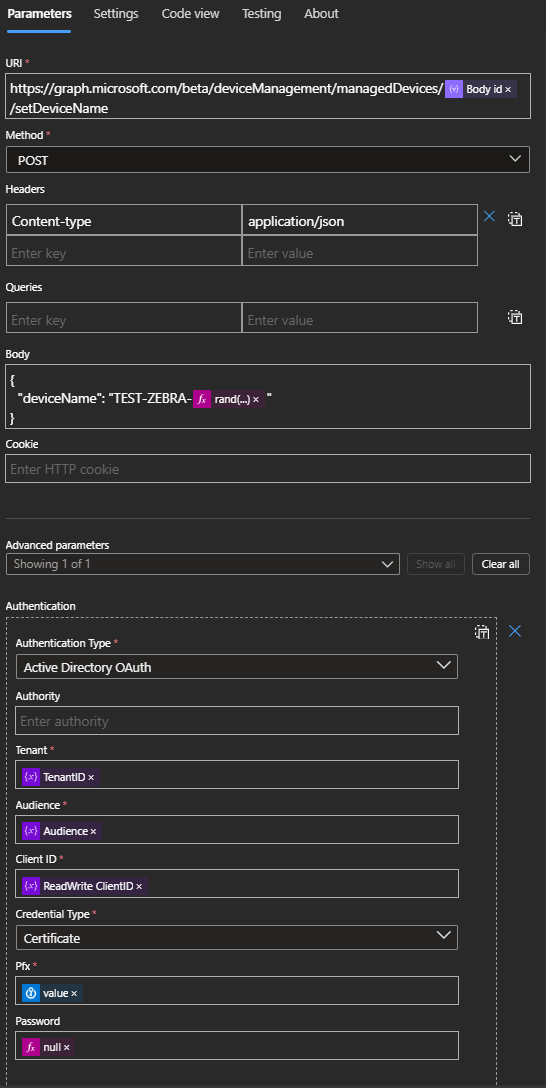 Parameters Settings Code view Testing About
URI *
https://graph.microsoft.com/beta/deviceManagement/managedDevices/ Body id ×
/setDeviceName
Method *
POST
Headers
Content-type application/json
Enter key Enter value
Queries
Enter key Enter value
Body
{
"deviceName": "TEST-ZEBRA- fx rand(...) × "
}
Cookie
Enter HTTP cookie
Advanced parameters
Showing 1 of 1 Show all Clear all
Authentication
Authentication Type *
Active Directory OAuth
Authority
Enter authority
Tenant *
{x} TenantID ×
Audience *
{x} Audience ×
Client ID *
{x} ReadWrite ClientID ×
Credential Type *
Certificate
Pfx *
value ×
Password
fx null ×